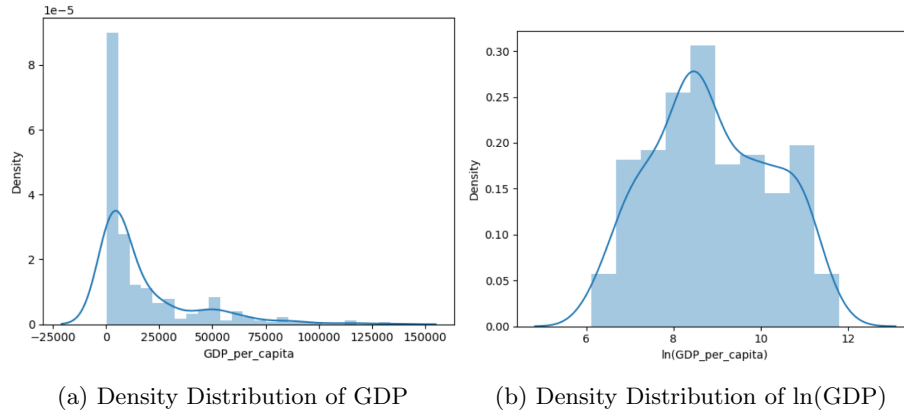 1e−5
8
6
4
2
0
Density
−25000 0 25000 50000 75000 100000 125000 150000
GDP_per_capita
(a) Density Distribution of GDP
0.30
0.25
0.20
0.15
0.10
0.05
0.00
Density
6 8 10 12
ln(GDP_per_capita)
(b) Density Distribution of ln(GDP)